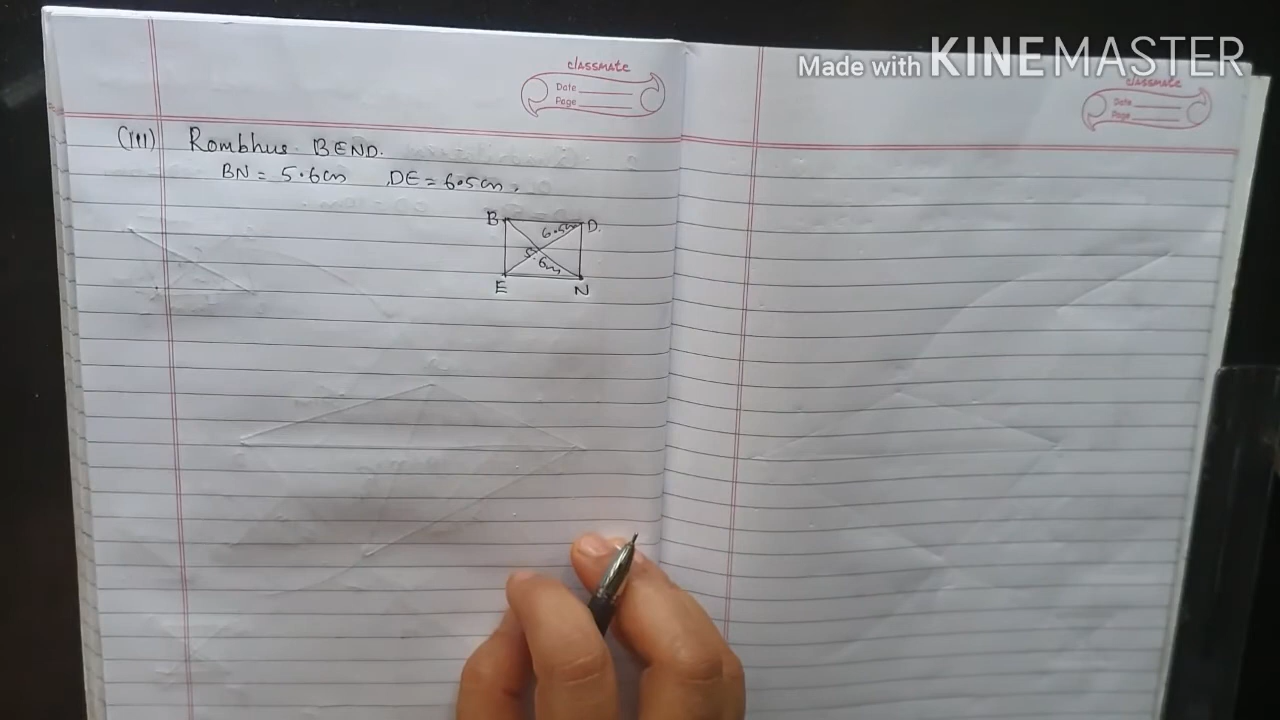 Made with KINEMASTER
classmate
Date
Page
classmate
Date
Page
(III) Rombhus BEND.
BN = 5.6cm DE = 6.5cm,
B 6.5cm D
5.6cm
E N